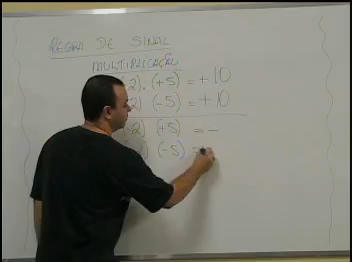 REGRA DE SINAL
MULTIPLICAÇÃO
2). (+5) = +10
2) (-5) = +10
-2) (+5) = -
) (-5) =